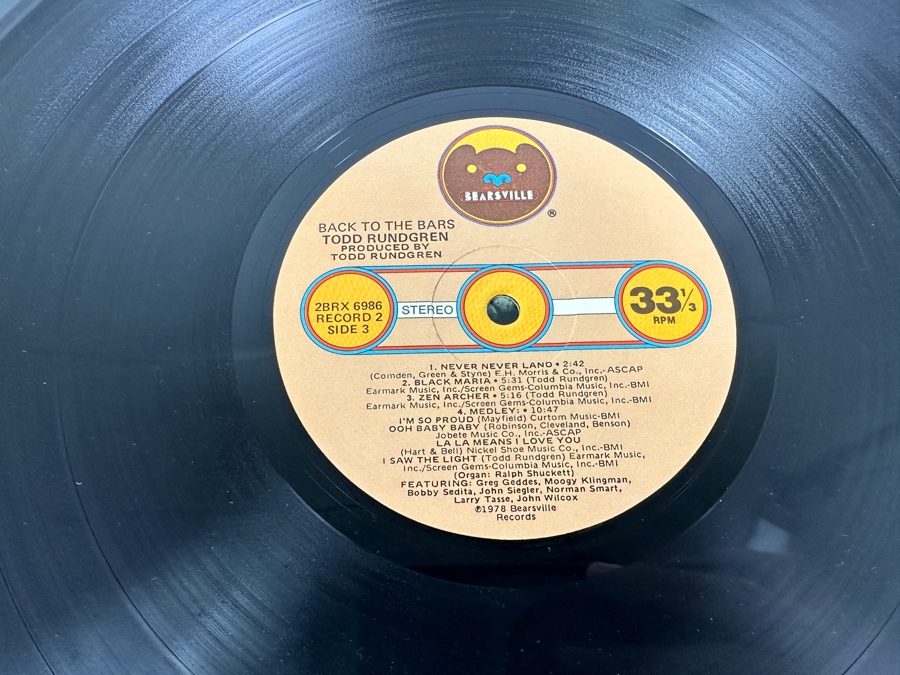 BEARSVILLE
®
BACK TO THE BARS
TODD RUNDGREN
PRODUCED BY
TODD RUNDGREN
2BRX 6986
RECORD 2
SIDE 3
STEREO
33 1/3
RPM
1. NEVER NEVER LAND • 2:42
(Comden, Green & Styne) E.H. Morris & Co., Inc.-ASCAP
2. BLACK MARIA • 5:31 (Todd Rundgren)
Earmark Music, Inc./Screen Gems-Columbia Music, Inc.-BMI
3. ZEN ARCHER • 5:16 (Todd Rundgren)
Earmark Music, Inc./Screen Gems-Columbia Music, Inc.-BMI
4. MEDLEY: • 10:47
I'M SO PROUD (Mayfield) Curtom Music-BMI
OOH BABY BABY (Robinson, Cleveland, Benson)
Jobete Music Co., Inc.-ASCAP
LA LA MEANS I LOVE YOU
(Hart & Bell) Nickel Shoe Music Co., Inc.-BMI
I SAW THE LIGHT (Todd Rundgren) Earmark Music,
Inc./Screen Gems-Columbia Music, Inc.-BMI
(Organ: Ralph Shuckett)
FEATURING: Greg Geddes, Moogy Klingman,
Bobby Sedita, John Siegler, Norman Smart,
Larry Tasse, John Wilcox
℗1978 Bearsville
Records